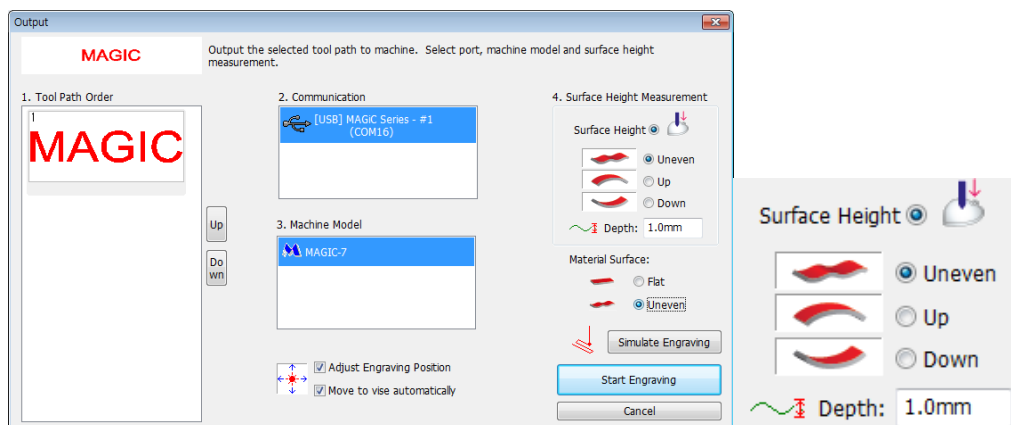 Output
MAGIC
Output the selected tool path to machine.  Select port, machine model and surface height
measurement.
1. Tool Path Order
1
MAGIC
Up
Do
wn
2. Communication
[USB] MAGiC Series - #1
(COM16)
3. Machine Model
MAGIC-7
Adjust Engraving Position
Move to vise automatically
4. Surface Height Measurement
Surface Height
Uneven
Up
Down
Depth: 1.0mm
Material Surface:
Flat
Uneven
Simulate Engraving
Start Engraving
Cancel
Surface Height
Uneven
Up
Down
Depth: 1.0mm